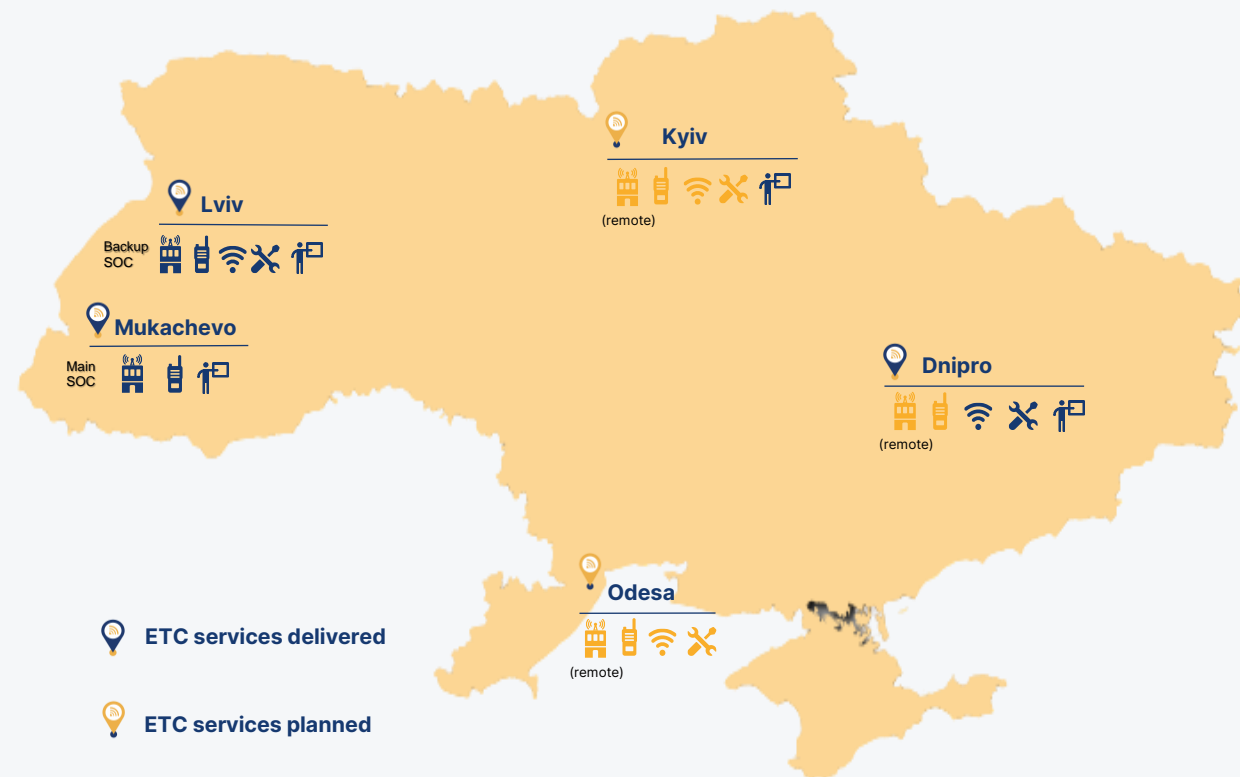 Kyiv
(remote)
Lviv
Backup
SOC
Mukachevo
Main
SOC
Dnipro
(remote)
Odesa
(remote)
ETC services delivered
ETC services planned